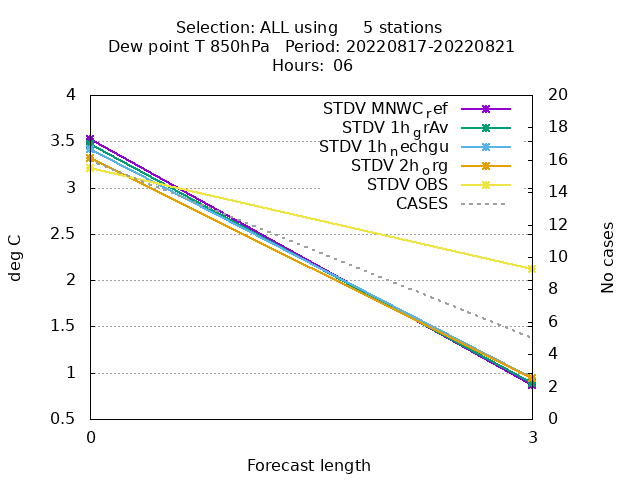 Selection: ALL using     5 stations
Dew point T 850hPa   Period: 20220817-20220821
Hours: 06
4
3.5
3
2.5
2
1.5
1
0.5
deg C
20
18
16
14
12
10
8
6
4
2
0
No cases
STDV MNWC_ref
STDV 1h_grAv
STDV 1h_nechgu
STDV 2h_org
STDV OBS
CASES
0
3
Forecast length